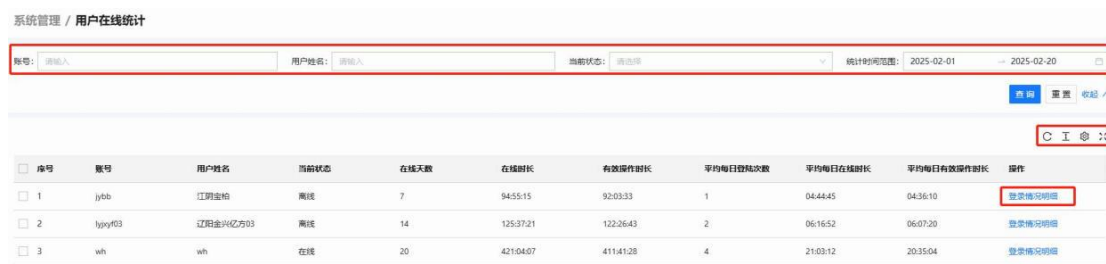 系统管理 / 用户在线统计
账号: 请输入 用户姓名: 请输入 当前状态: 请选择 统计时间范围: 2025-02-01 → 2025-02-20
查询 重置 收起
序号 账号 用户姓名 当前状态 在线天数 在线时长 有效操作时长 平均每日登陆次数 平均每日在线时长 平均每日有效操作时长 操作
1 jybb 江阴宝柏 离线 7 94:55:15 92:03:33 1 04:44:45 04:36:10 登录情况明细
2 lyjxyf03 辽阳金兴亿方03 离线 14 125:37:21 122:26:43 2 06:16:52 06:07:20 登录情况明细
3 wh wh 在线 20 421:04:07 411:41:28 4 21:03:12 20:35:04 登录情况明细